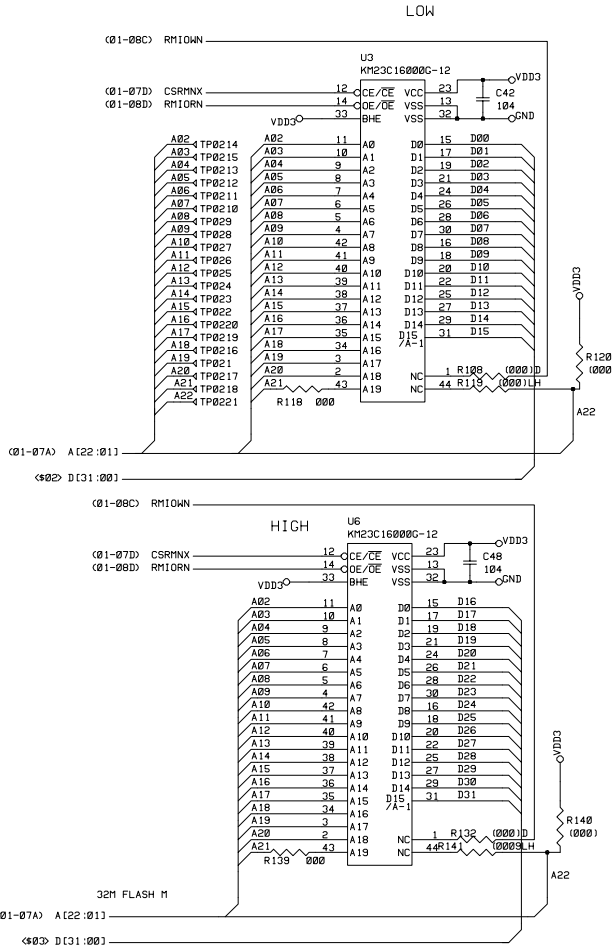 LOW
(01-08C) RMIOWN
U3
KM23C16000G-12
(01-07D) CSRMNX 12 CE/CE VCC 23 VDD3
(01-08D) RMIORN 14 OE/OE VSS 13 C42 104
VDD3 33 BHE VSS 32 GND
A02 TP0214 A02 11 A0 D0 15 D00
A03 TP0215 A03 10 A1 D1 17 D01
A04 TP0213 A04 9 A2 D2 19 D02
A05 TP0212 A05 8 A3 D3 21 D03
A06 TP0211 A06 7 A4 D4 24 D04
A07 TP0210 A07 6 A5 D5 26 D05
A08 TP029 A08 5 A6 D6 28 D06
A09 TP028 A09 4 A7 D7 30 D07
A10 TP027 A10 42 A8 D8 16 D08
A11 TP026 A11 41 A9 D9 18 D09
A12 TP025 A12 40 A10 D10 20 D10
A13 TP024 A13 39 A11 D11 22 D11
A14 TP023 A14 38 A12 D12 25 D12
A15 TP022 A15 37 A13 D13 27 D13
A16 TP0220 A16 36 A14 D14 29 D14
A17 TP0219 A17 35 A15 D15/A-1 31 D15
A18 TP0216 A18 34 A16
A19 TP021 A19 3 A17
A20 TP0217 A20 2 A18 NC 1 R108 (000)D
A21 TP0218 A21 43 A19 NC 44 R119 (000)LH
A22 TP0221 R118 000
VDD3
R120
(000
A22
(01-07A) A[22:01]
<$02> D[31:00]
(01-08C) RMIOWN
HIGH
U6
KM23C16000G-12
(01-07D) CSRMNX 12 CE/CE VCC 23 VDD3
(01-08D) RMIORN 14 OE/OE VSS 13 C48 104
VDD3 33 BHE VSS 32 GND
A02 11 A0 D0 15 D16
A03 10 A1 D1 17 D17
A04 9 A2 D2 19 D18
A05 8 A3 D3 21 D19
A06 7 A4 D4 24 D20
A07 6 A5 D5 26 D21
A08 5 A6 D6 28 D22
A09 4 A7 D7 30 D23
A10 42 A8 D8 16 D24
A11 41 A9 D9 18 D25
A12 40 A10 D10 20 D26
A13 39 A11 D11 22 D27
A14 38 A12 D12 25 D28
A15 37 A13 D13 27 D29
A16 36 A14 D14 29 D30
A17 35 A15 D15/A-1 31 D31
A18 34 A16
A19 3 A17
A20 2 A18 NC 1 R132 (000)D
A21 43 A19 NC 44 R141 (0009LH
R139 000
VDD3
R140
(000)
A22
32M FLASH M
01-07A) A[22:01]
<$03> D[31:00]